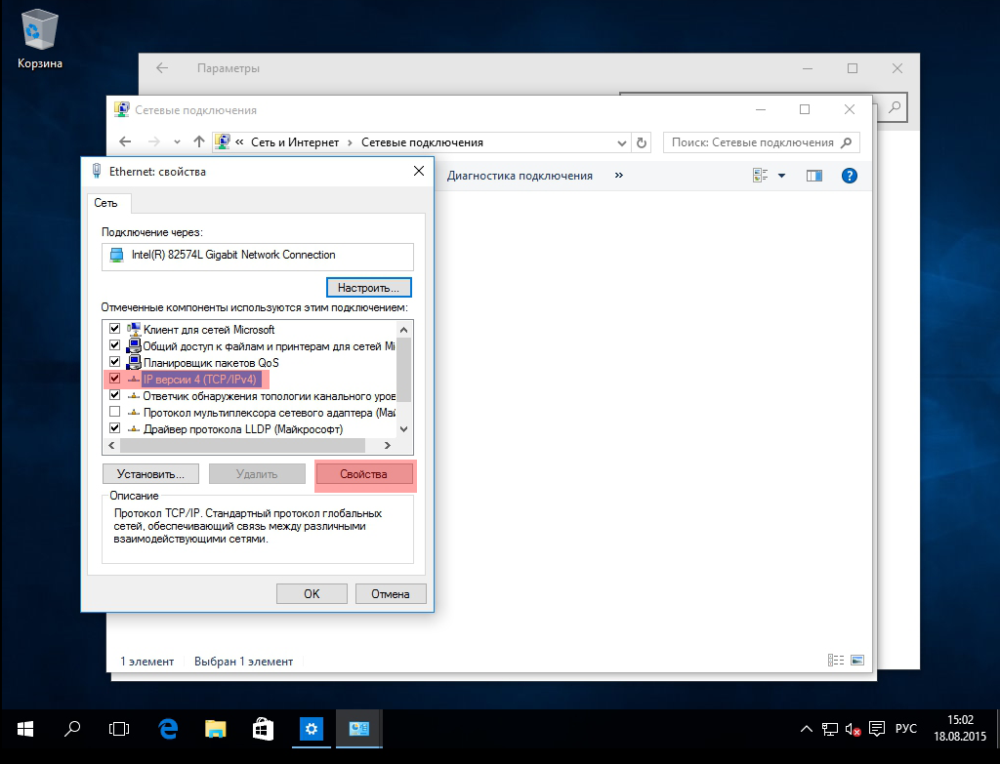 Корзина
Параметры
Сетевые подключения
« Сеть и Интернет › Сетевые подключения
Поиск: Сетевые подключения
Диагностика подключения »
Ethernet: свойства
Сеть
Подключение через:
Intel(R) 82574L Gigabit Network Connection
Настроить...
Отмеченные компоненты используются этим подключением:
Клиент для сетей Microsoft
Общий доступ к файлам и принтерам для сетей Mi
Планировщик пакетов QoS
IP версии 4 (TCP/IPv4)
Ответчик обнаружения топологии канального уров
Протокол мультиплексора сетевого адаптера (Май
Драйвер протокола LLDP (Майкрософт)
Установить...
Удалить
Свойства
Описание
Протокол TCP/IP. Стандартный протокол глобальных
сетей, обеспечивающий связь между различными
взаимодействующими сетями.
OK
Отмена
1 элемент
Выбран 1 элемент
РУС
15:02
18.08.2015